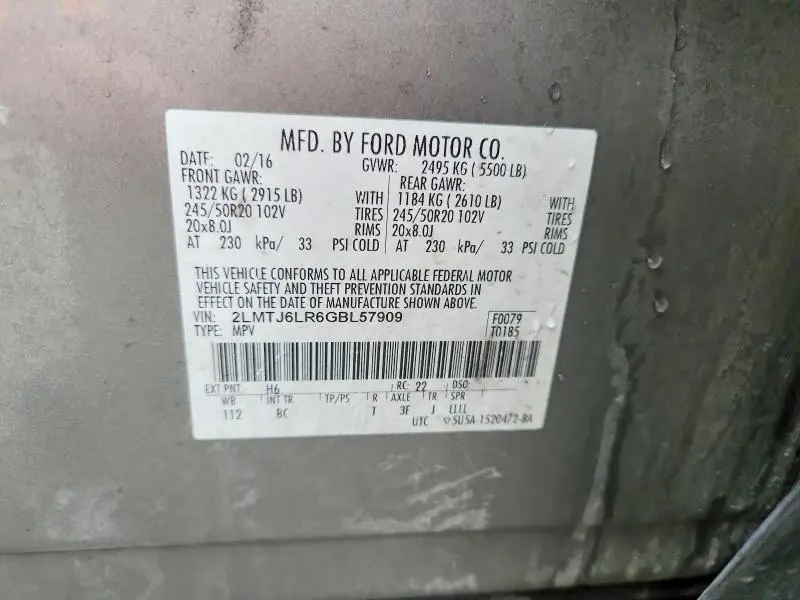 MFD. BY FORD MOTOR CO.
DATE: 02/16 GVWR: 2495 KG ( 5500 LB)
FRONT GAWR: REAR GAWR:
1322 KG ( 2915 LB) WITH 1184 KG ( 2610 LB) WITH
245/50R20 102V TIRES 245/50R20 102V TIRES
20x8.0J RIMS 20x8.0J RIMS
AT 230 kPa/ 33 PSI COLD AT 230 kPa/ 33 PSI COLD
THIS VEHICLE CONFORMS TO ALL APPLICABLE FEDERAL MOTOR
VEHICLE SAFETY AND THEFT PREVENTION STANDARDS IN
EFFECT ON THE DATE OF MANUFACTURE SHOWN ABOVE.
VIN: 2LMTJ6LR6GBL57909 F0079
TYPE: MPV T0185
EXT PNT: H6 RC: 22 DSO:
WB INT TR TP/PS R AXLE TR SPR
112 BC T 3F J LLLL
UTC ▽5U5A-1520472-BA